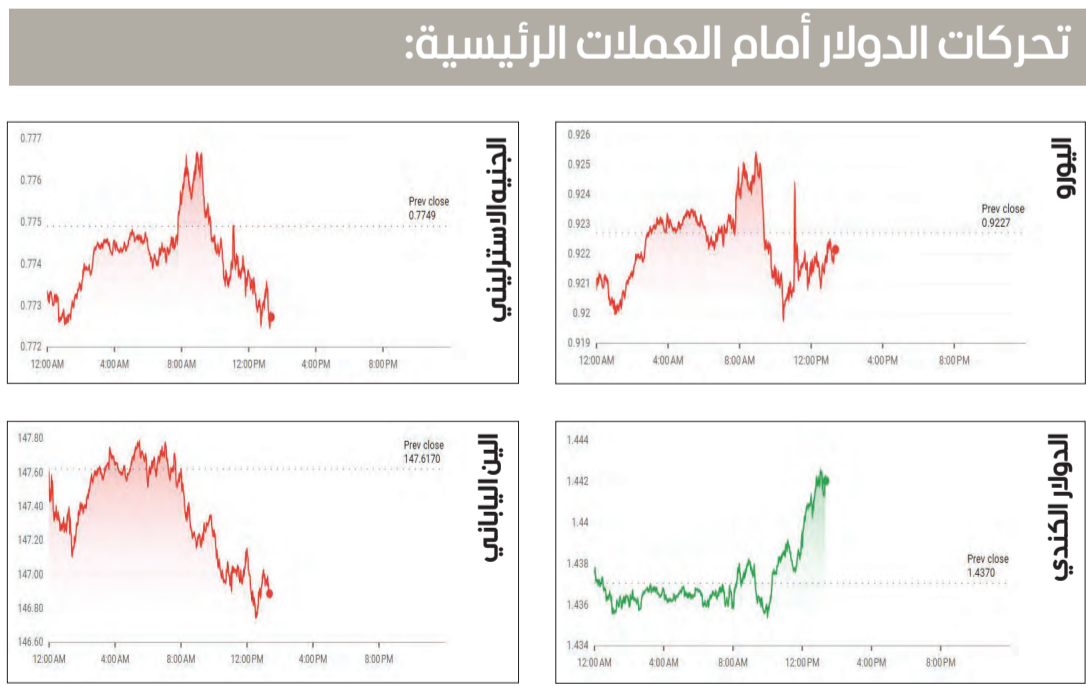 تحركات الدولار أمام العملات الرئيسية:
اليورو
0.926
0.925
0.924
0.923
0.922
0.921
0.92
0.919
Prev close
0.9227
12:00 AM 4:00 AM 8:00 AM 12:00 PM 4:00 PM 8:00 PM
الجنيه الاسترليني
0.777
0.776
0.775
0.774
0.773
0.772
Prev close
0.7749
12:00 AM 4:00 AM 8:00 AM 12:00 PM 4:00 PM 8:00 PM
الدولار الكندي
1.444
1.442
1.44
1.438
1.436
1.434
Prev close
1.4370
12:00 AM 4:00 AM 8:00 AM 12:00 PM 4:00 PM 8:00 PM
الين الياباني
147.80
147.60
147.40
147.20
147.00
146.80
146.60
Prev close
147.6170
12:00 AM 4:00 AM 8:00 AM 12:00 PM 4:00 PM 8:00 PM